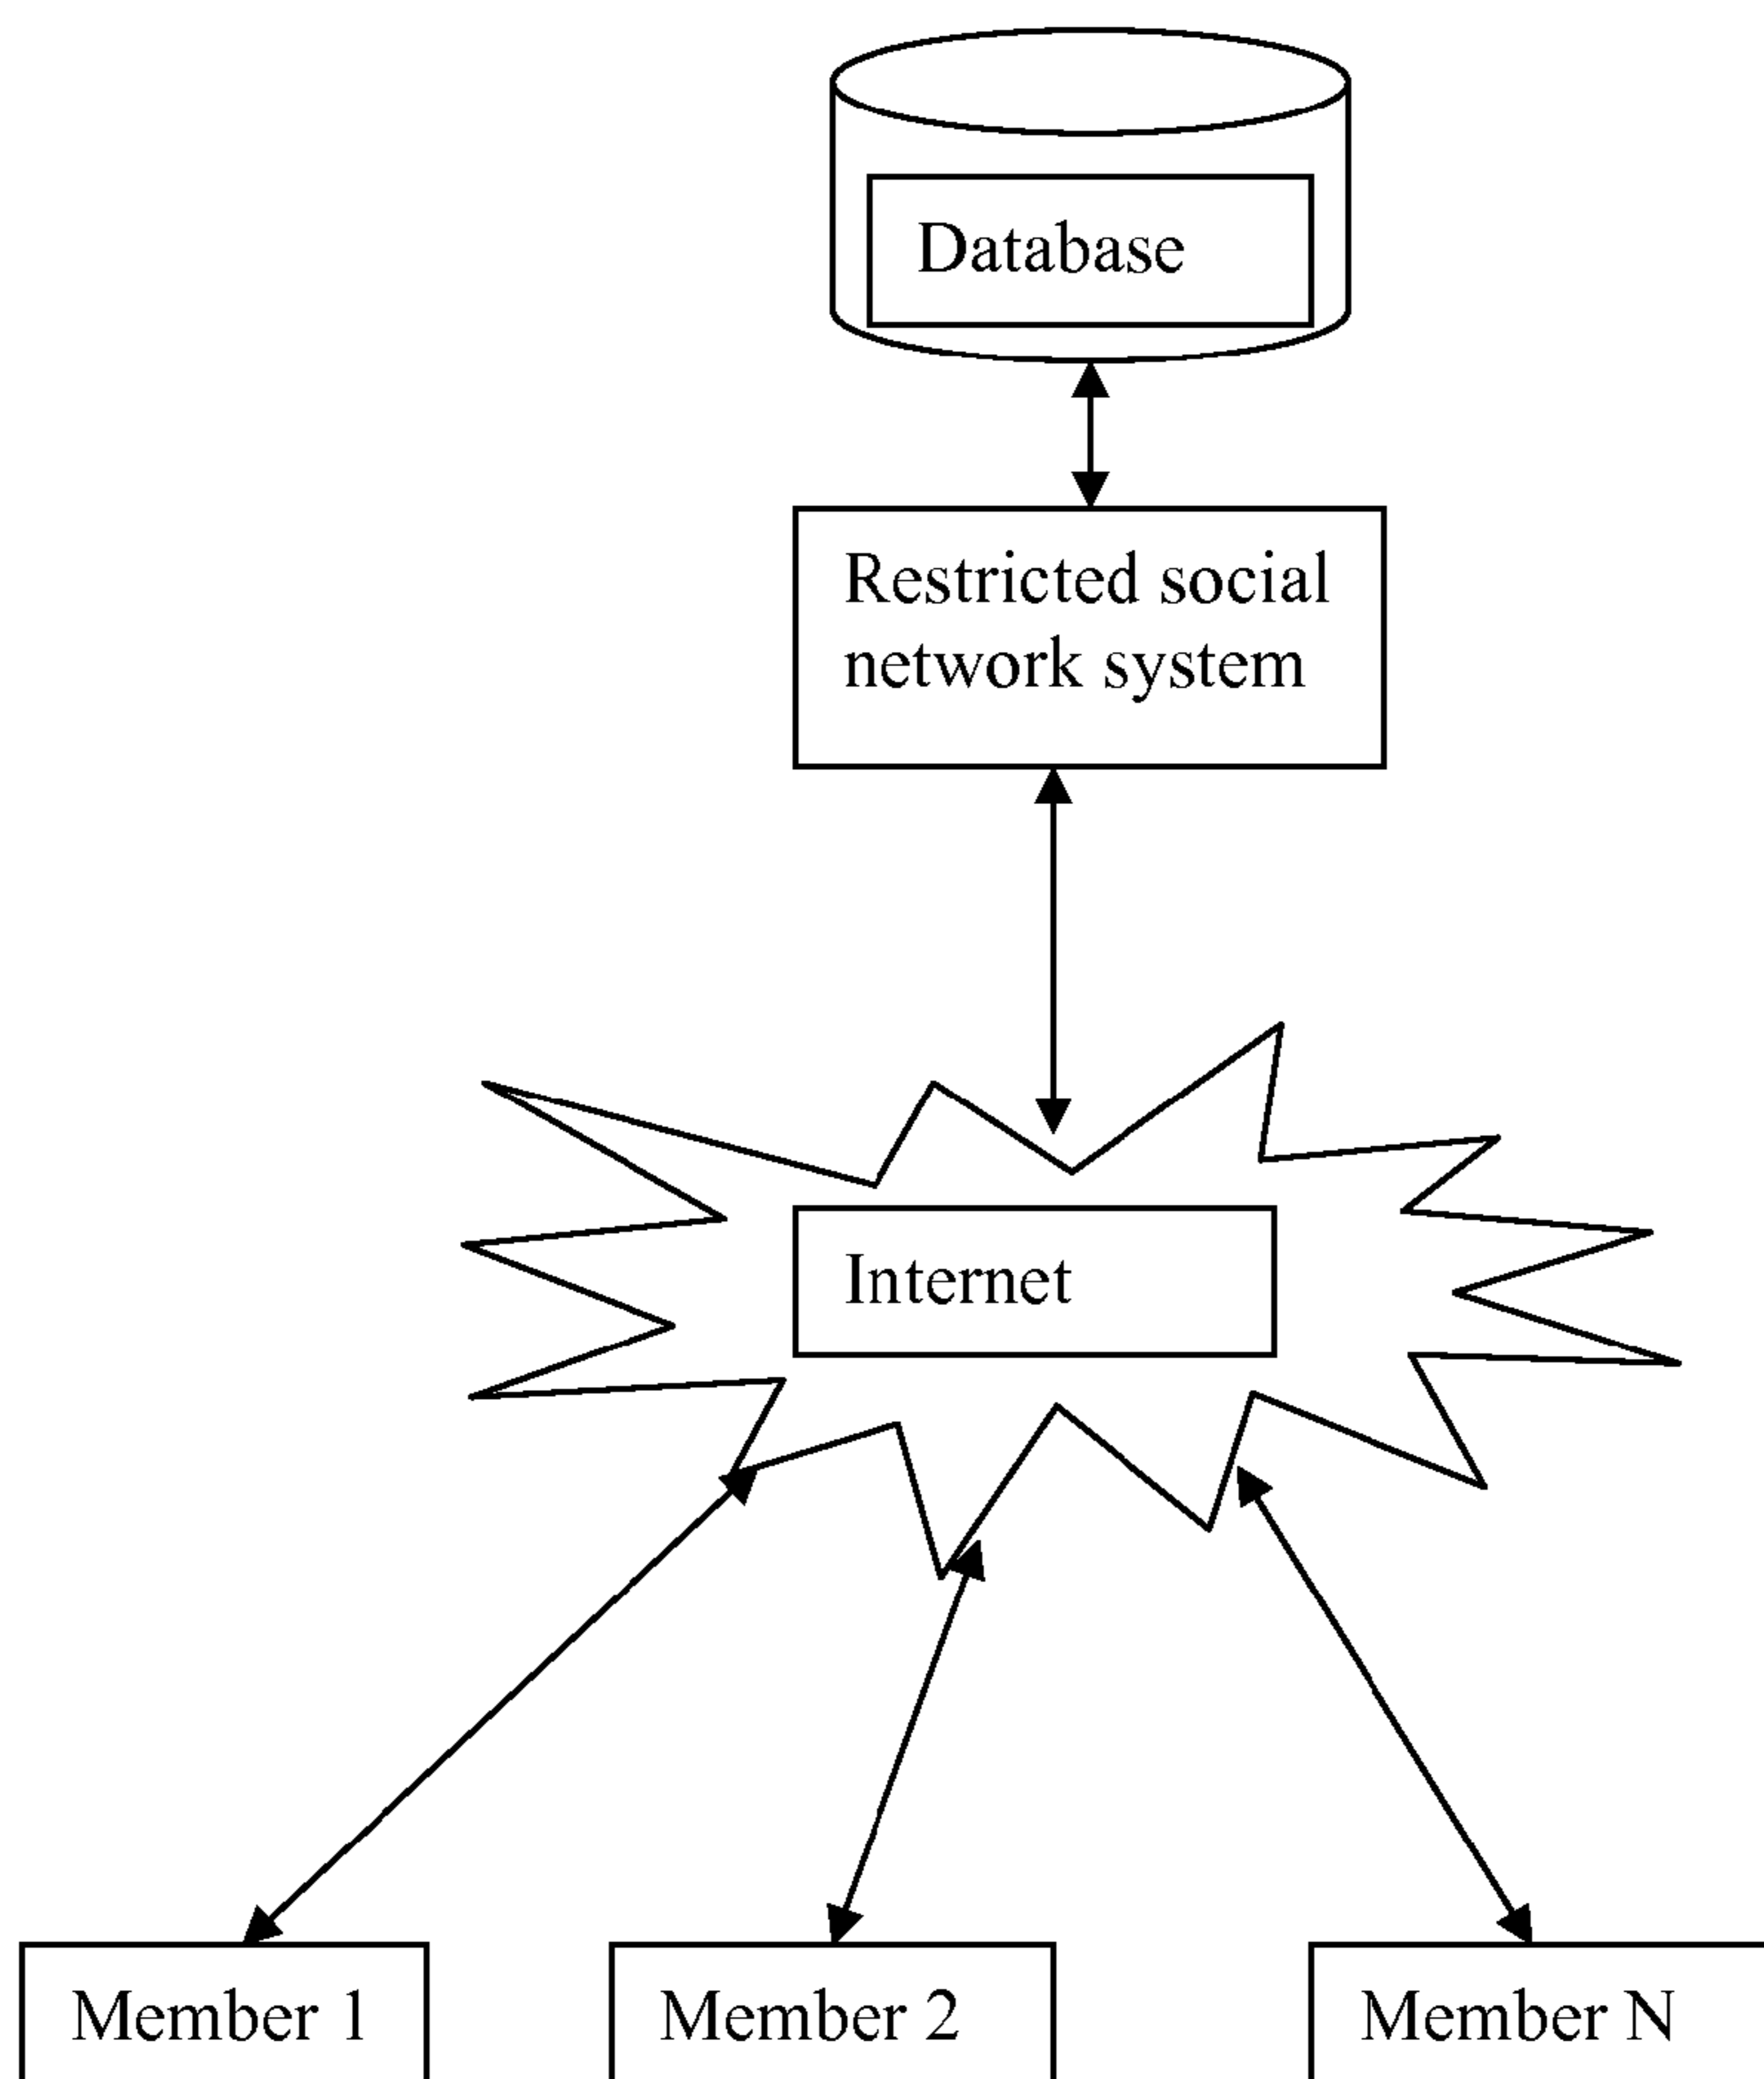 Database
Restricted social
network system
Internet
Member 1
Member 2
Member N